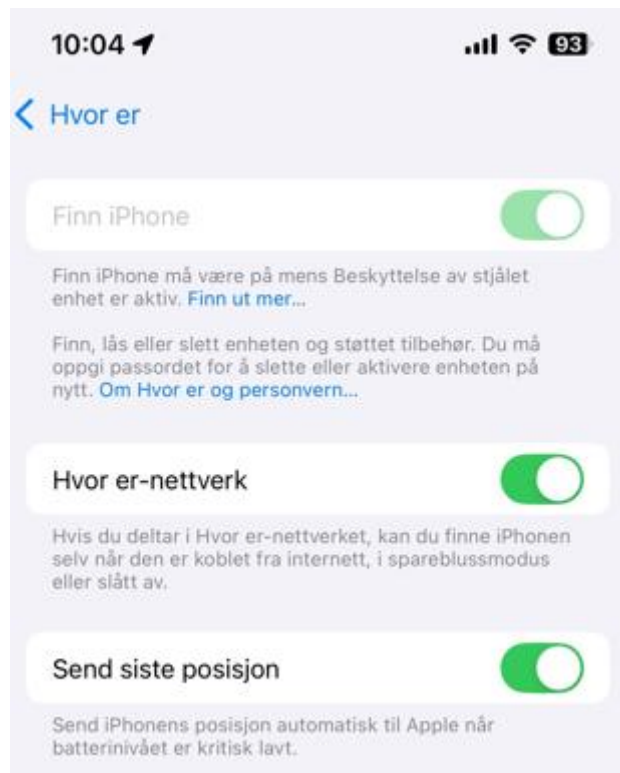 10:04
93
Hvor er
Finn iPhone
Finn iPhone må være på mens Beskyttelse av stjålet
enhet er aktiv. Finn ut mer...
Finn, lås eller slett enheten og støttet tilbehør. Du må
oppgi passordet for å slette eller aktivere enheten på
nytt. Om Hvor er og personvern...
Hvor er-nettverk
Hvis du deltar i Hvor er-nettverket, kan du finne iPhonen
selv når den er koblet fra internett, i spareblussmodus
eller slått av.
Send siste posisjon
Send iPhonens posisjon automatisk til Apple når
batterinivået er kritisk lavt.